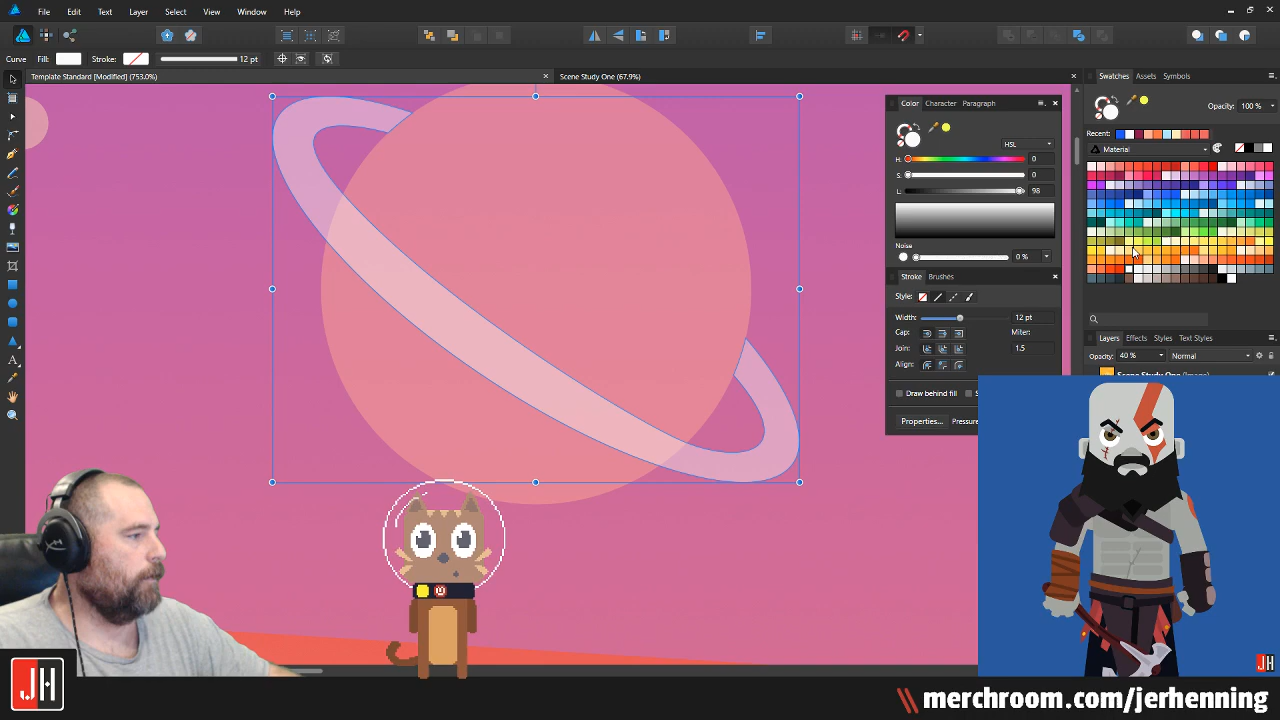 File Edit Text Layer Select View Window Help
Curve Fill: Stroke: 12 pt
Template Standard [Modified] (753.0%)
Scene Study One (67.9%)
Color Character Paragraph
HSL
H: 0
S: 0
L: 98
Noise
0 %
Stroke Brushes
Style:
Width: 12 pt
Cap: Miter:
Join: 1.5
Align:
Draw behind fill S
Properties... Pressure
Swatches Assets Symbols
Opacity: 100 %
Recent:
Material
Layers Effects Styles Text Styles
Opacity: 40 % Normal
Scene Study One (Image)
JH
JH
\\ merchroom.com/jerhenning